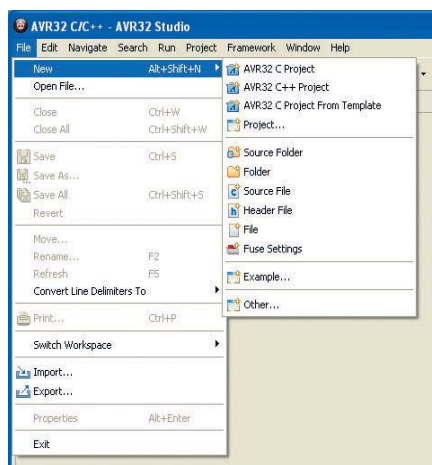 AVR32 C/C++ - AVR32 Studio
File Edit Navigate Search Run Project Framework Window Help
New Alt+Shift+N
Open File...
Close Ctrl+W
Close All Ctrl+Shift+W
Save Ctrl+S
Save As...
Save All Ctrl+Shift+S
Revert
Move...
Rename... F2
Refresh F5
Convert Line Delimiters To
Print... Ctrl+P
Switch Workspace
Import...
Export...
Properties Alt+Enter
Exit
AVR32 C Project
AVR32 C++ Project
AVR32 C Project From Template
Project...
Source Folder
Folder
Source File
Header File
File
Fuse Settings
Example...
Other...